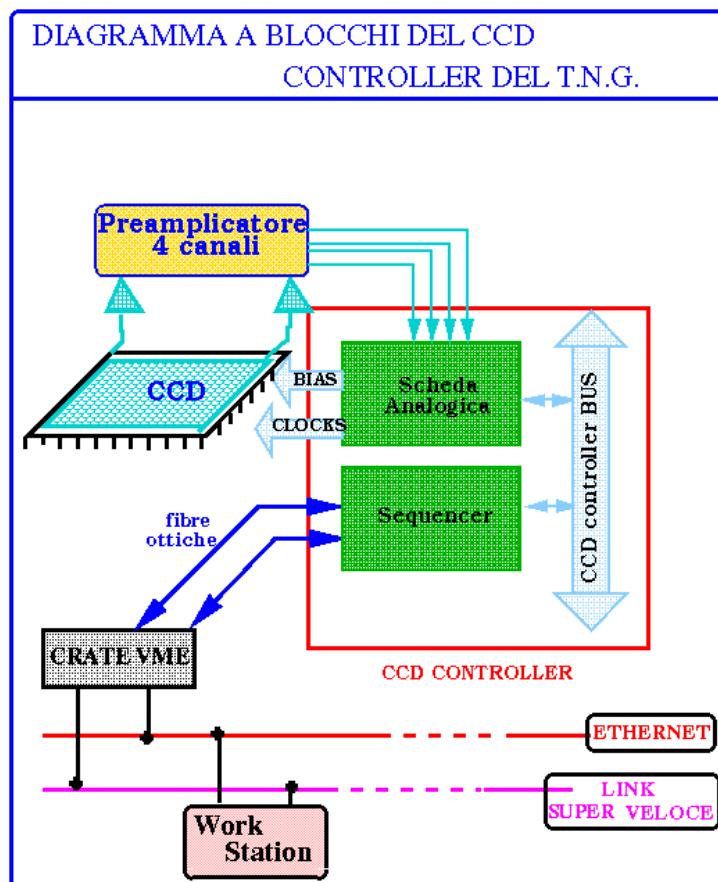 DIAGRAMMA A BLOCCHI DEL CCD
CONTROLLER DEL T.N.G.
Preamplicatore
4 canali
BIAS
Scheda
Analogica
CCD
CLOCKS
CCD controller BUS
Sequencer
fibre
ottiche
CRATE VME
CCD CONTROLLER
ETHERNET
LINK
SUPER VELOCE
Work
Station